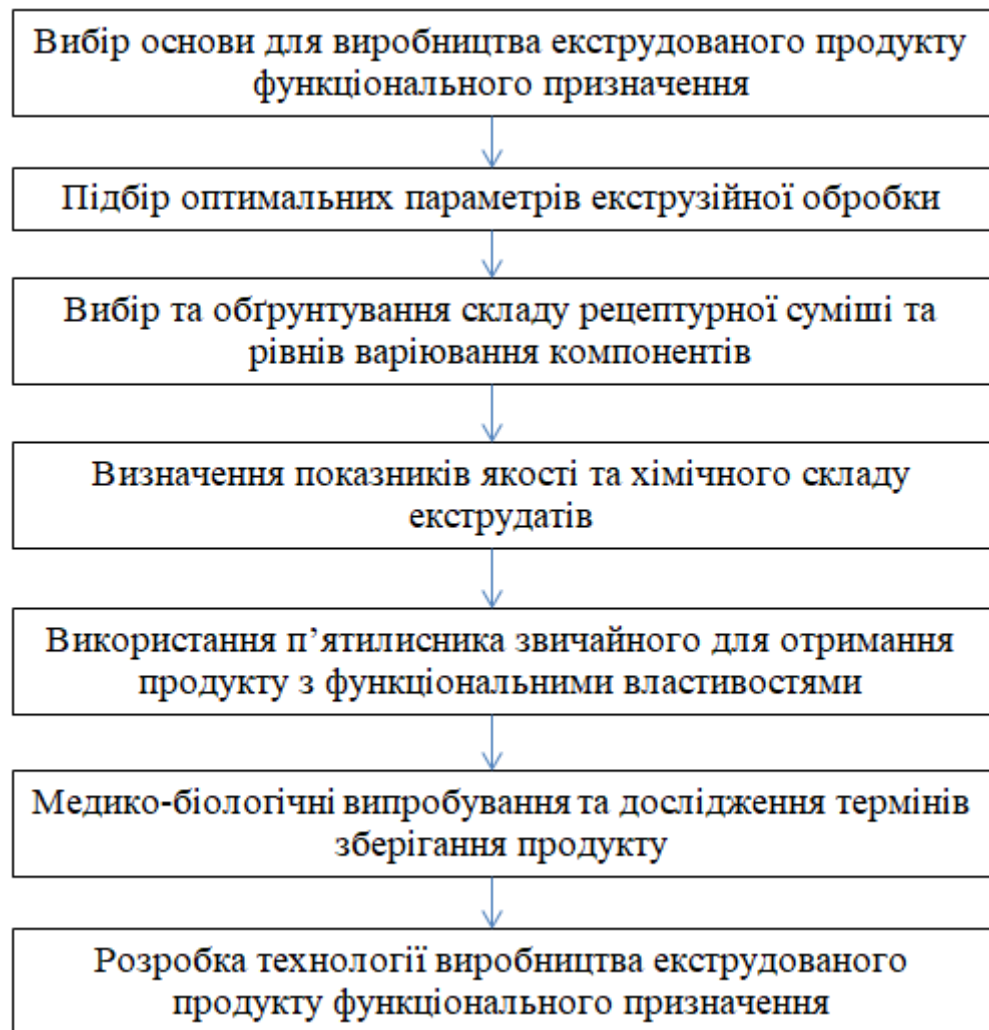 Вибір основи для виробництва екструдованого продукту
функціонального призначення
Підбір оптимальних параметрів екструзійної обробки
Вибір та обґрунтування складу рецептурної суміші та
рівнів варіювання компонентів
Визначення показників якості та хімічного складу
екструдатів
Використання п’ятилисника звичайного для отримання
продукту з функціональними властивостями
Медико-біологічні випробування та дослідження термінів
зберігання продукту
Розробка технології виробництва екструдованого
продукту функціонального призначення